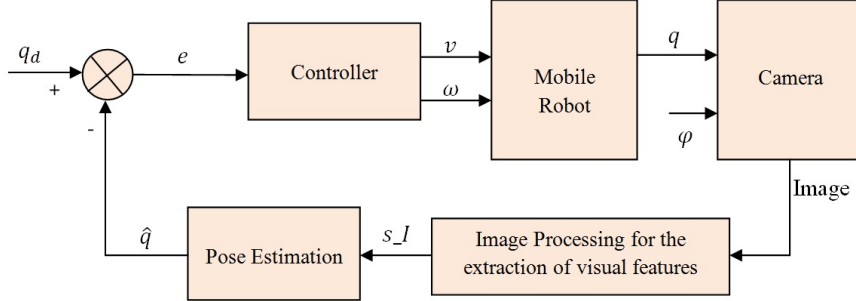 q_d
+
-
e
Controller
v
ω
Mobile
Robot
q
φ
Camera
Image
Image Processing for the
extraction of visual features
s_I
Pose Estimation
q̂